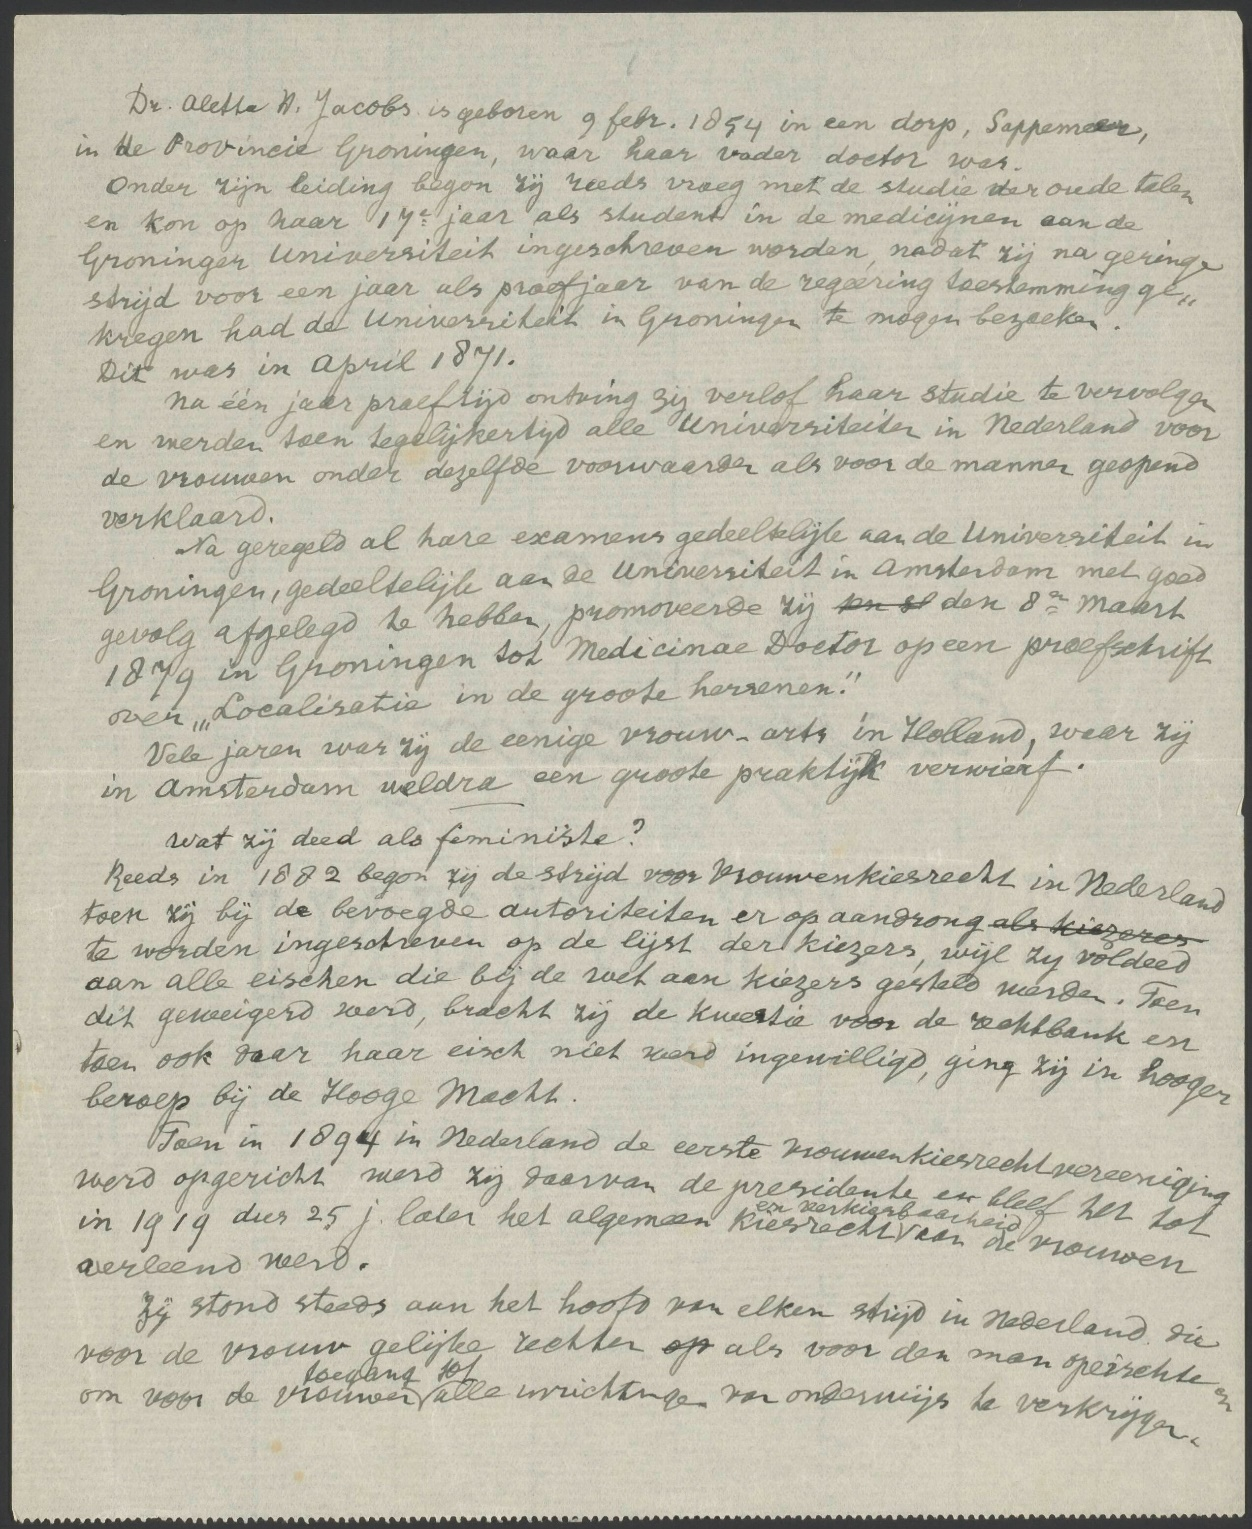 Dr. Aletta H. Jacobs is geboren 9 febr. 1854 in een dorp, Sappemeer,
in de Provincie Groningen, waar haar vader doctor was.
Onder zijn leiding begon zij reeds vroeg met de studie der oude talen
en kon op haar 17e jaar als student in de medicijnen aan de
Groninger Universiteit ingeschreven worden, nadat zij na geringe
strijd voor een jaar als proefjaar van de regeering toestemming ge„
kregen had de Universiteit in Groningen te mogen bezoeken.
Dit was in April 1871.
Na één jaar proeftijd ontving zij verlof haar studie te vervolgen
en werden toen tegelijkertijd alle Universiteiten in Nederland voor
de vrouwen onder dezelfde voorwaarden als voor de mannen geopend
verklaard.
Na geregeld al hare examens gedeeltelijk aan de Universiteit in
Groningen, gedeeltelijk aan de Universiteit in Amsterdam met goed
gevolg afgelegd te hebben, promoveerde zij den 8en Maart
1879 in Groningen tot Medicinae Doctor op een proefschrift
over „Localisatie in de groote hersenen."
Vele jaren was zij de eenige vrouw-arts in Holland, waar zij
in Amsterdam weldra een groote praktijk verwierf.
Wat zij deed als feministe?
Reeds in 1882 begon zij de strijd voor Vrouwenkiesrecht in Nederland
toen zij bij de bevoegde autoriteiten er op aandrong als kiezeres
te worden ingeschreven op de lijst der kiezers, wijl zij voldeed
aan alle eischen die bij de wet aan kiezers gesteld werden. Toen
dit geweigerd werd, bracht zij de kwestie voor de rechtbank en
toen ook daar haar eisch niet werd ingewilligd, ging zij in hooger
beroep bij de Hooge Macht.
Toen in 1894 in Nederland de eerste vrouwenkiesrechtvereeniging
werd opgericht werd zij daarvan de presidente en bleef het tot
in 1919 dus 25 j. later het algemeen kiesrecht en verkiesbaarheid aan de vrouwen
verleend werd.
Zij stond steeds aan het hoofd van elken strijd in Nederland die
voor de vrouw gelijke rechten op als voor den man opeischte en
om voor de vrouwen toegang tot alle inrichtingen van onderwijs te verkrijgen.